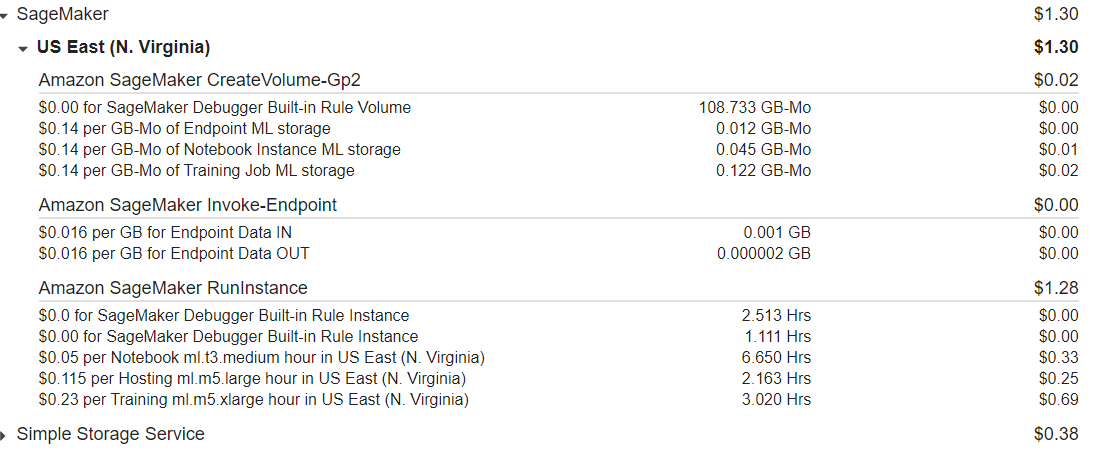 SageMaker $1.30
US East (N. Virginia) $1.30
Amazon SageMaker CreateVolume-Gp2 $0.02
$0.00 for SageMaker Debugger Built-in Rule Volume 108.733 GB-Mo $0.00
$0.14 per GB-Mo of Endpoint ML storage 0.012 GB-Mo $0.00
$0.14 per GB-Mo of Notebook Instance ML storage 0.045 GB-Mo $0.01
$0.14 per GB-Mo of Training Job ML storage 0.122 GB-Mo $0.02
Amazon SageMaker Invoke-Endpoint $0.00
$0.016 per GB for Endpoint Data IN 0.001 GB $0.00
$0.016 per GB for Endpoint Data OUT 0.000002 GB $0.00
Amazon SageMaker RunInstance $1.28
$0.0 for SageMaker Debugger Built-in Rule Instance 2.513 Hrs $0.00
$0.00 for SageMaker Debugger Built-in Rule Instance 1.111 Hrs $0.00
$0.05 per Notebook ml.t3.medium hour in US East (N. Virginia) 6.650 Hrs $0.33
$0.115 per Hosting ml.m5.large hour in US East (N. Virginia) 2.163 Hrs $0.25
$0.23 per Training ml.m5.xlarge hour in US East (N. Virginia) 3.020 Hrs $0.69
Simple Storage Service $0.38